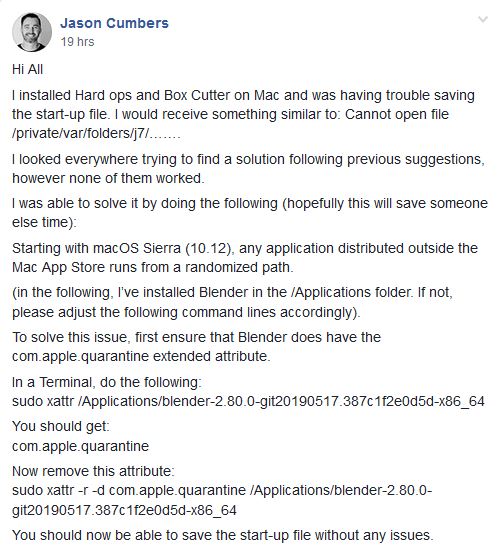 Jason Cumbers
19 hrs
Hi All
I installed Hard ops and Box Cutter on Mac and was having trouble saving
the start-up file. I would receive something similar to: Cannot open file
/private/var/folders/j7/…….
I looked everywhere trying to find a solution following previous suggestions,
however none of them worked.
I was able to solve it by doing the following (hopefully this will save someone
else time):
Starting with macOS Sierra (10.12), any application distributed outside the
Mac App Store runs from a randomized path.
(in the following, I've installed Blender in the /Applications folder. If not,
please adjust the following command lines accordingly).
To solve this issue, first ensure that Blender does have the
com.apple.quarantine extended attribute.
In a Terminal, do the following:
sudo xattr /Applications/blender-2.80.0-git20190517.387c1f2e0d5d-x86_64
You should get:
com.apple.quarantine
Now remove this attribute:
sudo xattr -r -d com.apple.quarantine /Applications/blender-2.80.0-
git20190517.387c1f2e0d5d-x86_64
You should now be able to save the start-up file without any issues.